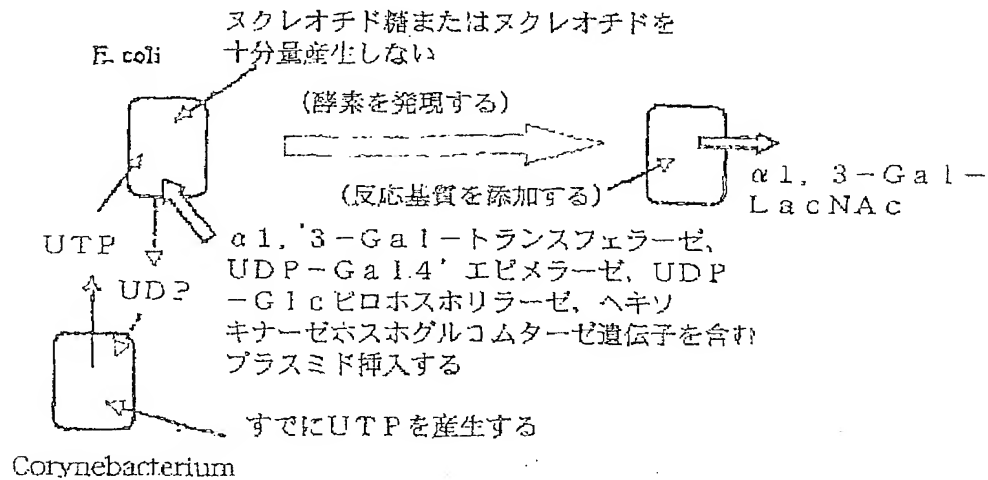 ヌクレオチド糖またはヌクレオチドを
E. coli
十分量産生しない
(酵素を発現する)
(反応基質を添加する)
α1, 3-Gal-
LacNAc
UTP
α1, '3-Gal-トランスフェラーゼ、
UDP-Gal.4' エピメラーゼ、UDP
UDP
-Glcピロホスホリラーゼ、ヘキソ
キナーゼホスホグルコムターゼ遺伝子を含む
プラスミド挿入する
すでにUTPを産生する
Corynebacterium